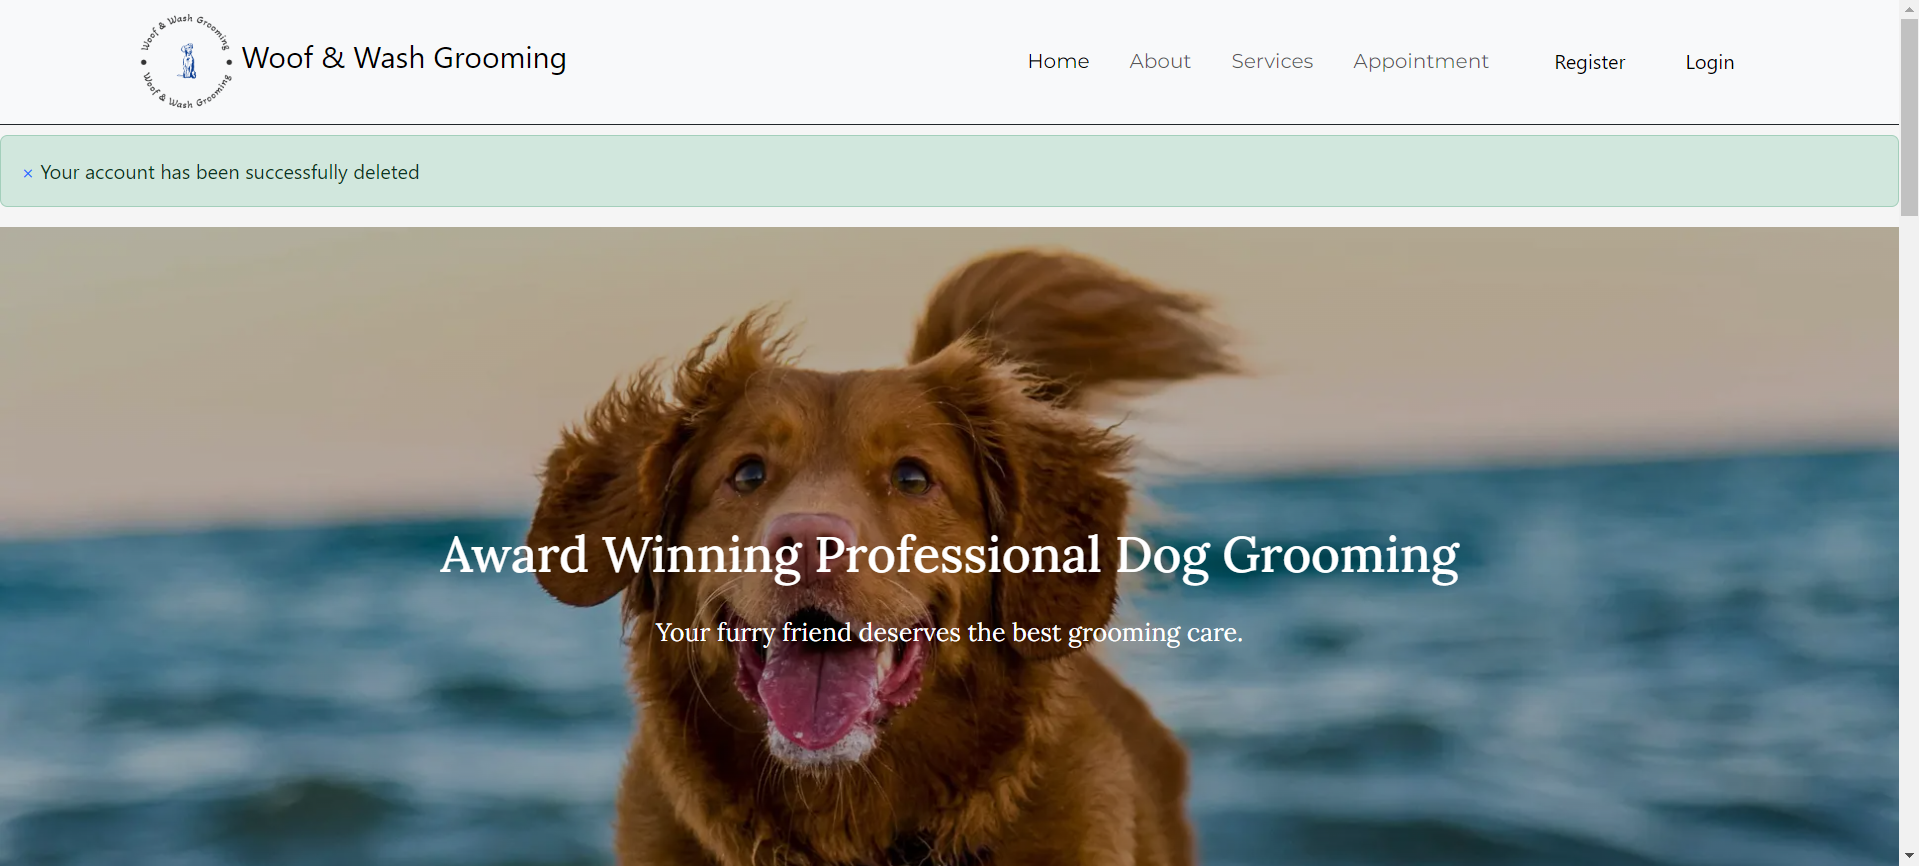 Woof & Wash Grooming
Woof & Wash Grooming
Woof & Wash Grooming
Home
About
Services
Appointment
Register
Login
× Your account has been successfully deleted
Award Winning Professional Dog Grooming
Your furry friend deserves the best grooming care.